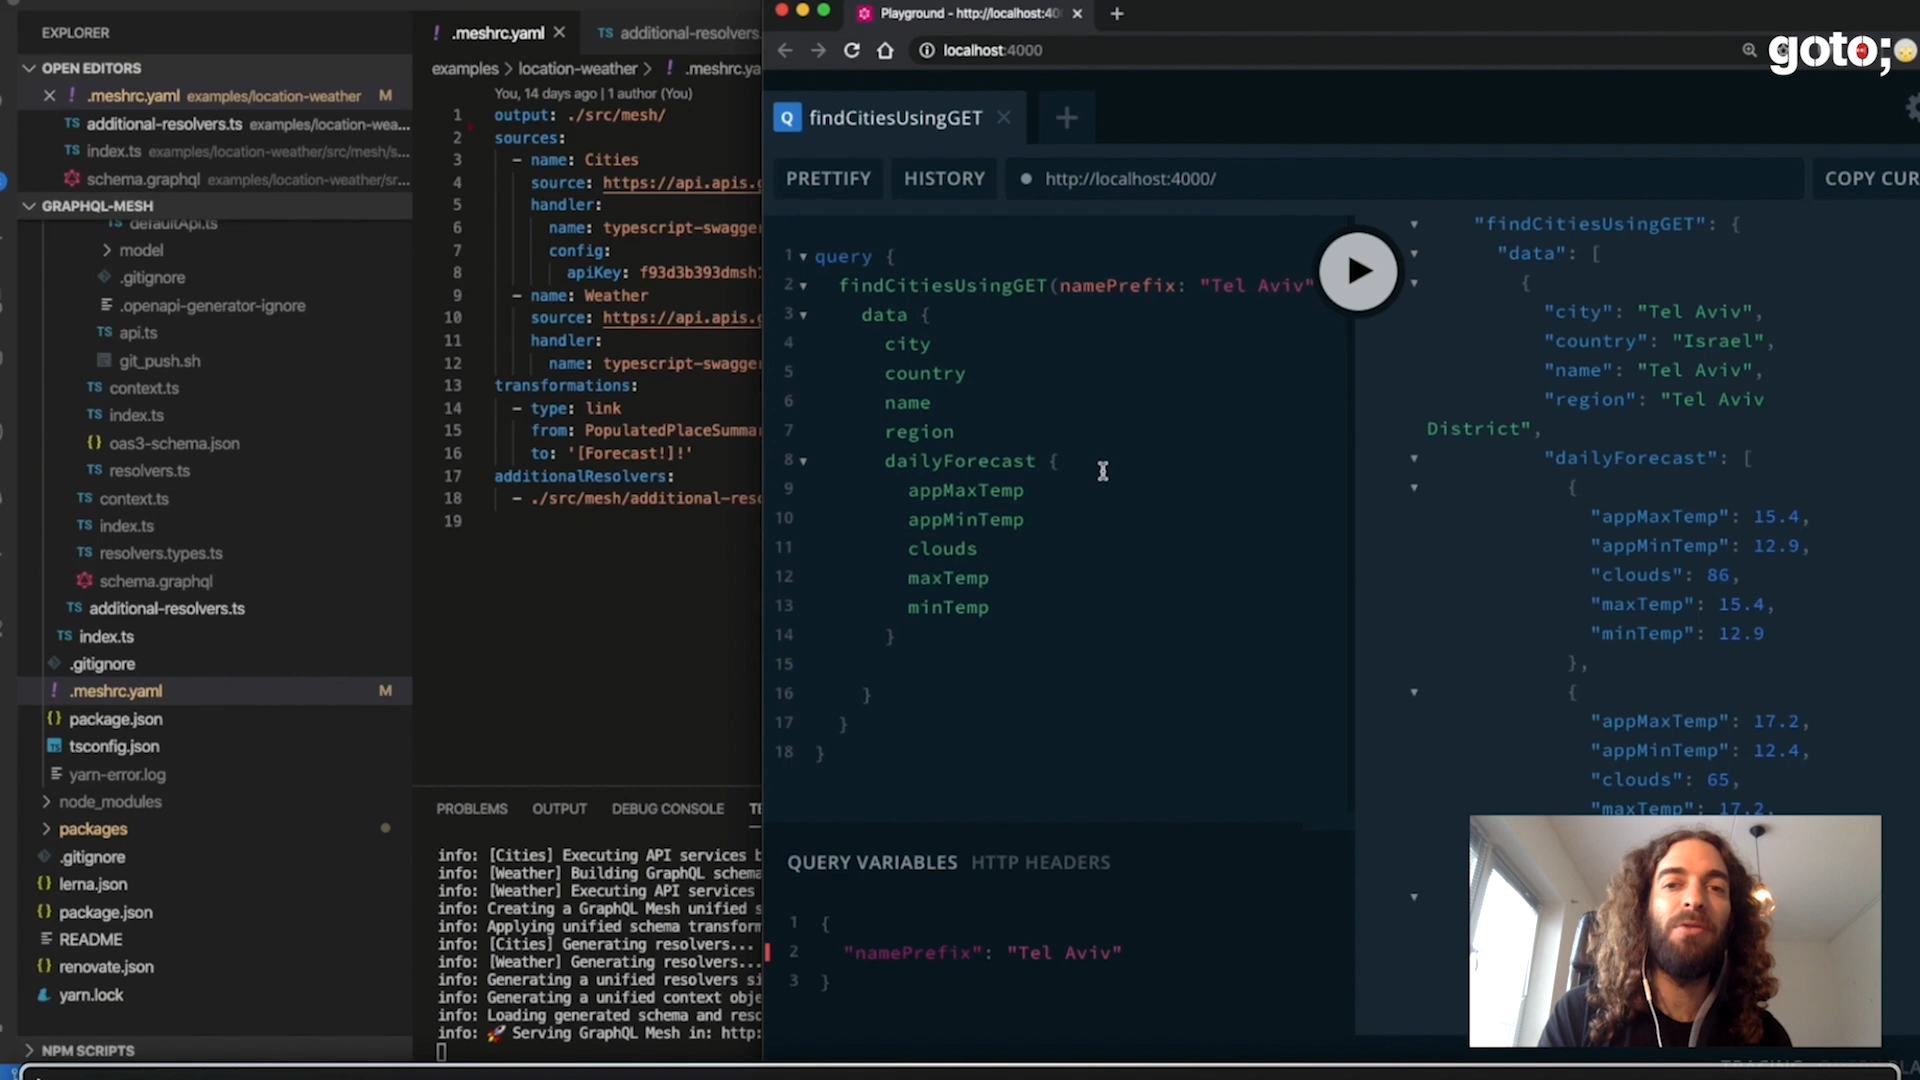 EXPLORER
OPEN EDITORS
.meshrc.yaml examples/location-weather M
TS additional-resolvers.ts examples/location-wea...
TS index.ts examples/location-weather/src/mesh/s...
schema.graphql examples/location-weather/sr...
GRAPHQL-MESH
TS defaultApi.ts
model
.gitignore
.openapi-generator-ignore
api.ts
git_push.sh
TS context.ts
TS index.ts
{} oas3-schema.json
TS resolvers.ts
TS context.ts
TS index.ts
TS resolvers.types.ts
schema.graphql
TS additional-resolvers.ts
TS index.ts
.gitignore
! .meshrc.yaml M
{} package.json
tsconfig.json
yarn-error.log
node_modules
packages
.gitignore
{} lerna.json
{} package.json
README
{} renovate.json
yarn.lock
NPM SCRIPTS
! .meshrc.yaml
TS additional-resolvers.
examples > location-weather > ! .meshrc.ya
You, 14 days ago | 1 author (You)
1 output: ./src/mesh/
2 sources:
3 - name: Cities
4 source: https://api.apis.g
5 handler:
6 name: typescript-swagger
7 config:
8 apiKey: f93d3b393dmsh
9 - name: Weather
10 source: https://api.apis.g
11 handler:
12 name: typescript-swagge
13 transformations:
14 - type: link
15 from: PopulatedPlaceSumma
16 to: '[Forecast!]!'
17 additionalResolvers:
18 - ./src/mesh/additional-reso
19
PROBLEMS OUTPUT DEBUG CONSOLE TE
info: [Cities] Executing API services b
info: [Weather] Building GraphQL schema
info: [Weather] Executing API services
info: Creating a GraphQL Mesh unified s
info: Applying unified schema transform
info: [Cities] Generating resolvers...
info: [Weather] Generating resolvers...
info: Generating a unified resolvers si
info: Generating a unified context obje
info: Loading generated schema and reso
info: 🚀 Serving GraphQL Mesh in: http:
Playground - http://localhost:40
localhost:4000
goto;
Q findCitiesUsingGET
PRETTIFY HISTORY http://localhost:4000/ COPY CUR
1 query {
2 findCitiesUsingGET(namePrefix: "Tel Aviv"
3 data {
4 city
5 country
6 name
7 region
8 dailyForecast {
9 appMaxTemp
10 appMinTemp
11 clouds
12 maxTemp
13 minTemp
14 }
15
16 }
17 }
18 }
QUERY VARIABLES HTTP HEADERS
1 {
2 "namePrefix": "Tel Aviv"
3 }
"findCitiesUsingGET": {
"data": [
{
"city": "Tel Aviv",
"country": "Israel",
"name": "Tel Aviv",
"region": "Tel Aviv
District",
"dailyForecast": [
{
"appMaxTemp": 15.4,
"appMinTemp": 12.9,
"clouds": 86,
"maxTemp": 15.4,
"minTemp": 12.9
},
{
"appMaxTemp": 17.2,
"appMinTemp": 12.4,
"clouds": 65,
"maxTemp": 17.2,